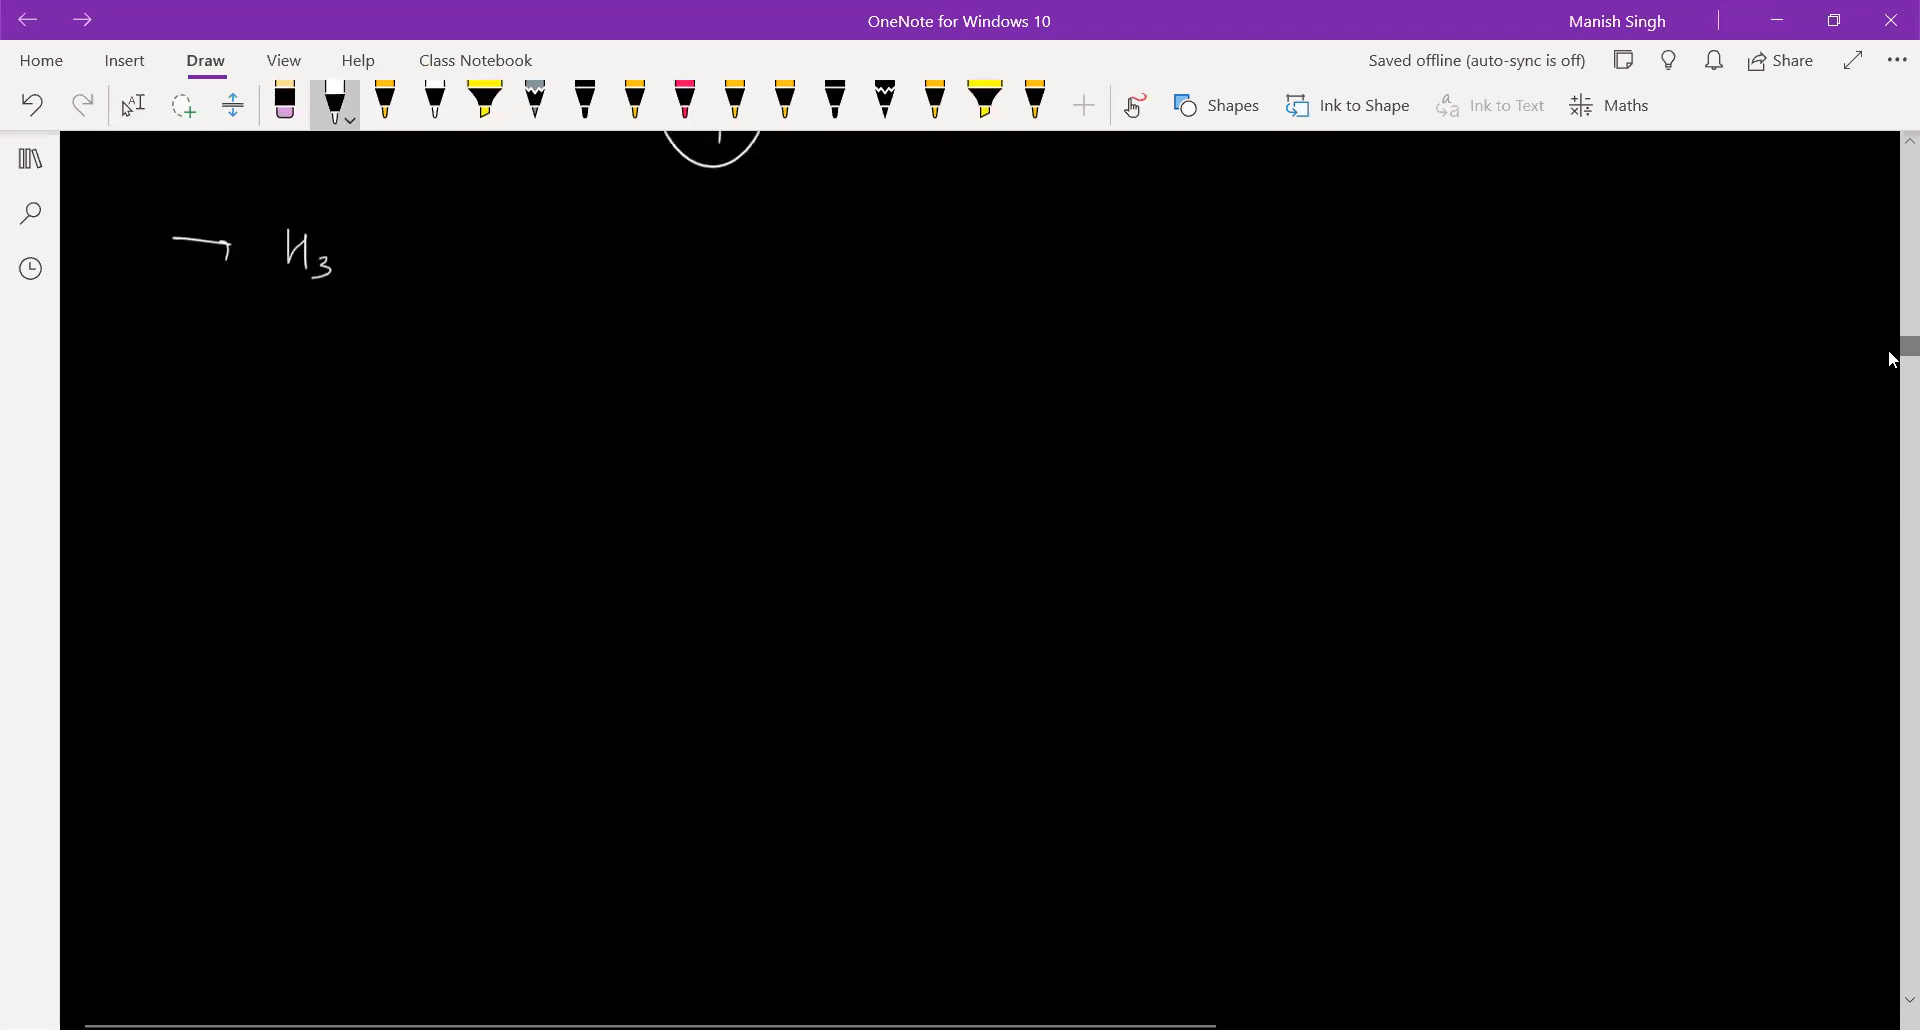 OneNote for Windows 10
Manish Singh
Home Insert Draw View Help Class Notebook
Saved offline (auto-sync is off) Share
Shapes Ink to Shape Ink to Text Maths
→ H3